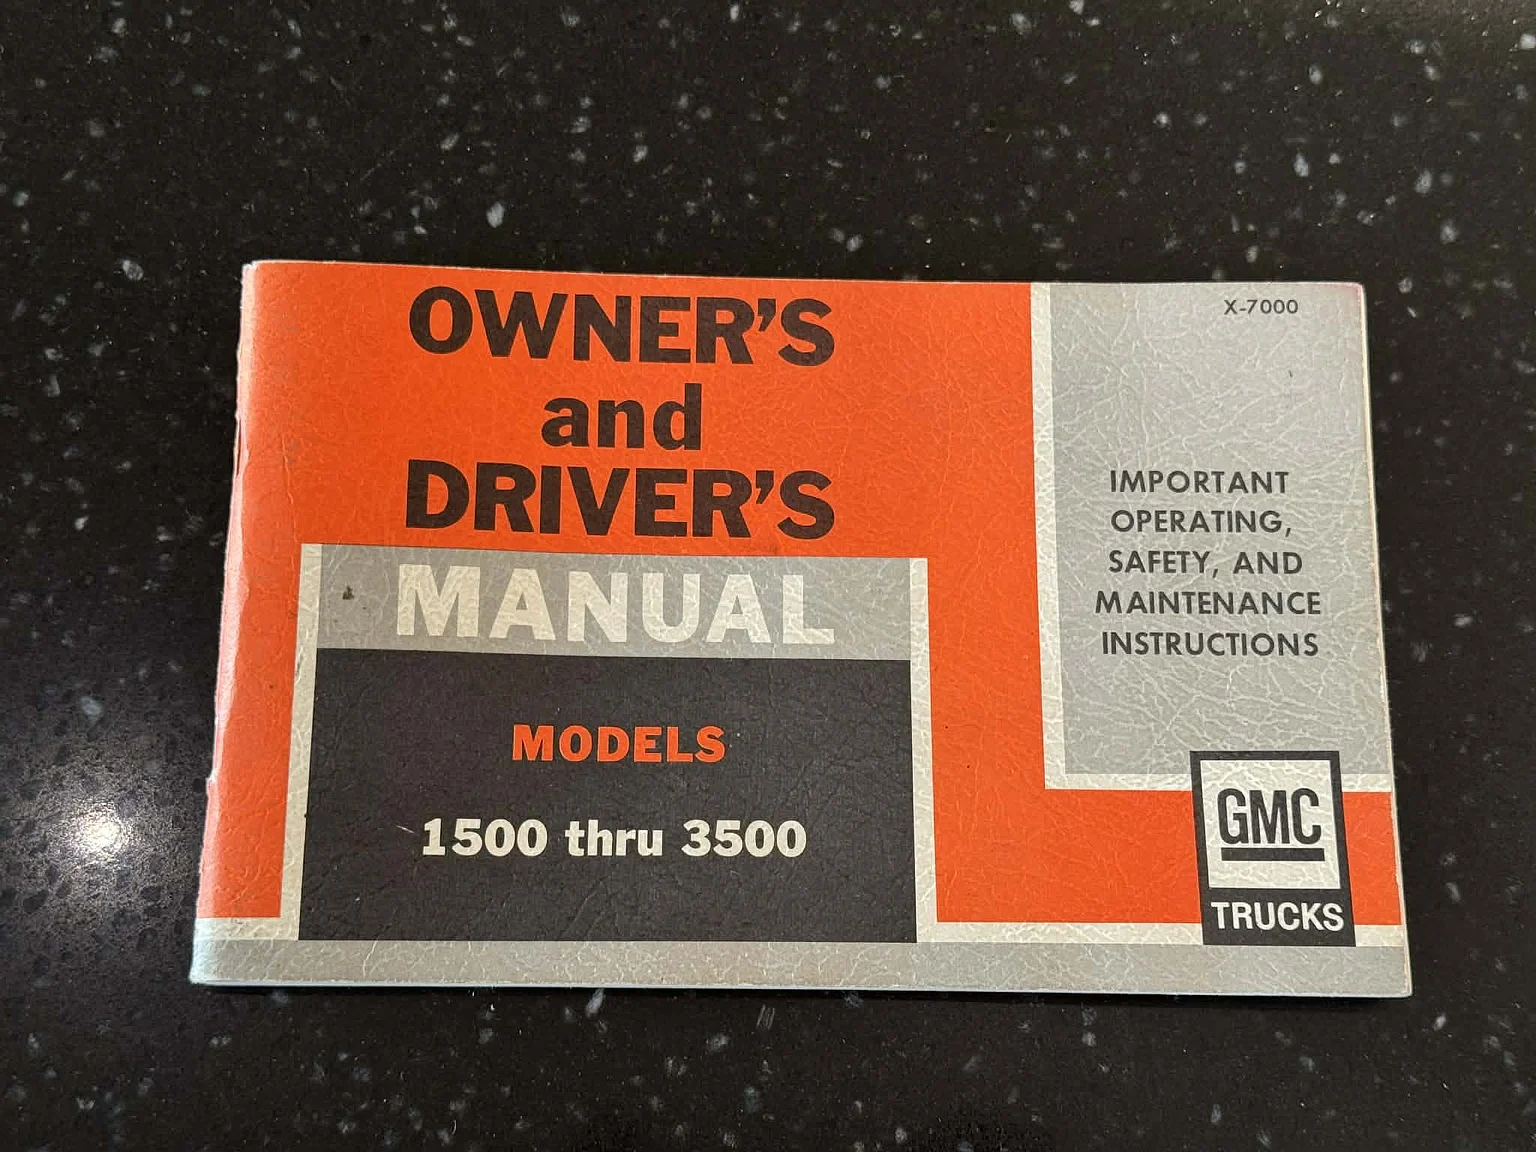 OWNER'S
and
DRIVER'S
MANUAL
MODELS
1500 thru 3500
X-7000
IMPORTANT
OPERATING,
SAFETY, AND
MAINTENANCE
INSTRUCTIONS
GMC
TRUCKS